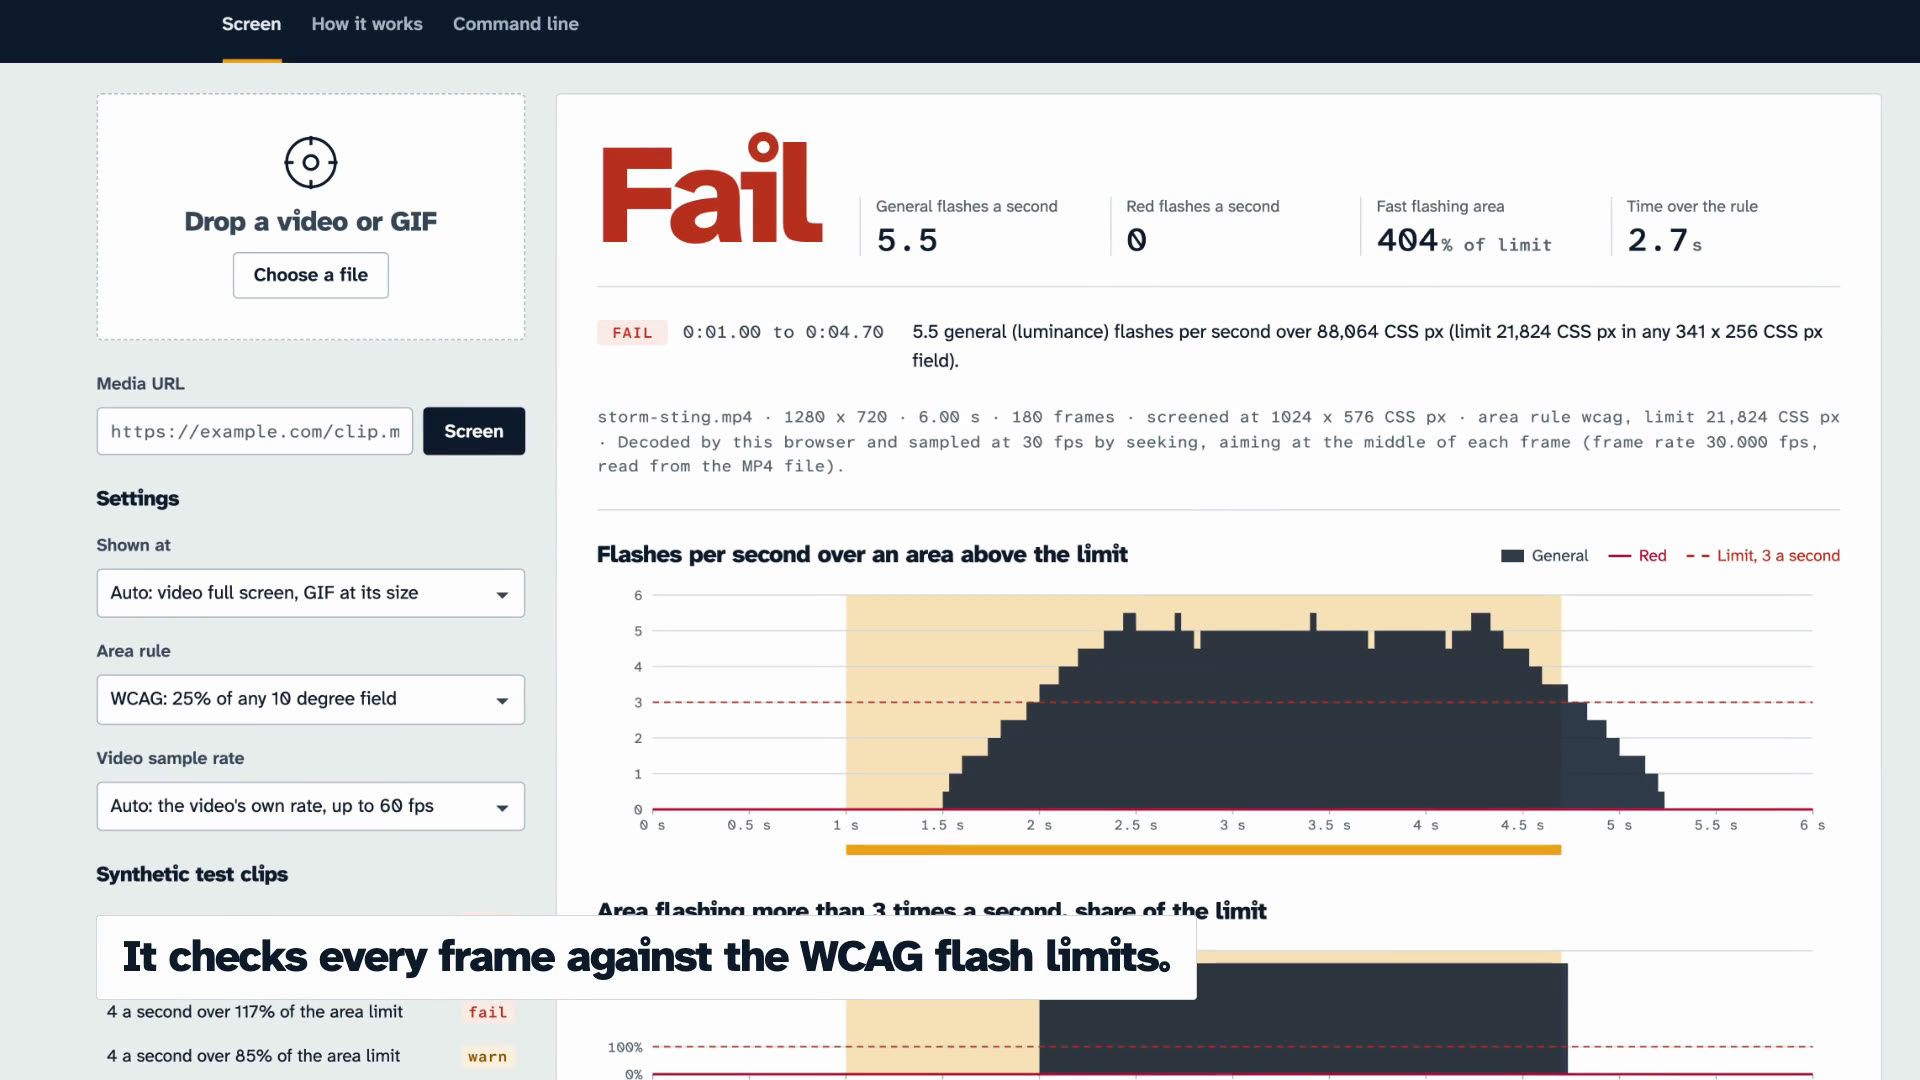 Screen How it works Command line
Drop a video or GIF
Choose a file
Media URL
https://example.com/clip.m Screen
Settings
Shown at
Auto: video full screen, GIF at its size
Area rule
WCAG: 25% of any 10 degree field
Video sample rate
Auto: the video's own rate, up to 60 fps
Synthetic test clips
4 a second over 117% of the area limit fail
4 a second over 85% of the area limit warn
Fail
General flashes a second
5.5
Red flashes a second
0
Fast flashing area
404% of limit
Time over the rule
2.7 s
FAIL 0:01.00 to 0:04.70 5.5 general (luminance) flashes per second over 88,064 CSS px (limit 21,824 CSS px in any 341 x 256 CSS px
field).
storm-sting.mp4 · 1280 x 720 · 6.00 s · 180 frames · screened at 1024 x 576 CSS px · area rule wcag, limit 21,824 CSS px
· Decoded by this browser and sampled at 30 fps by seeking, aiming at the middle of each frame (frame rate 30.000 fps,
read from the MP4 file).
Flashes per second over an area above the limit
General Red Limit, 3 a second
6
5
4
3
2
1
0
0 s 0.5 s 1 s 1.5 s 2 s 2.5 s 3 s 3.5 s 4 s 4.5 s 5 s 5.5 s 6 s
Area flashing more than 3 times a second, share of the limit
100%
0%
It checks every frame against the WCAG flash limits.